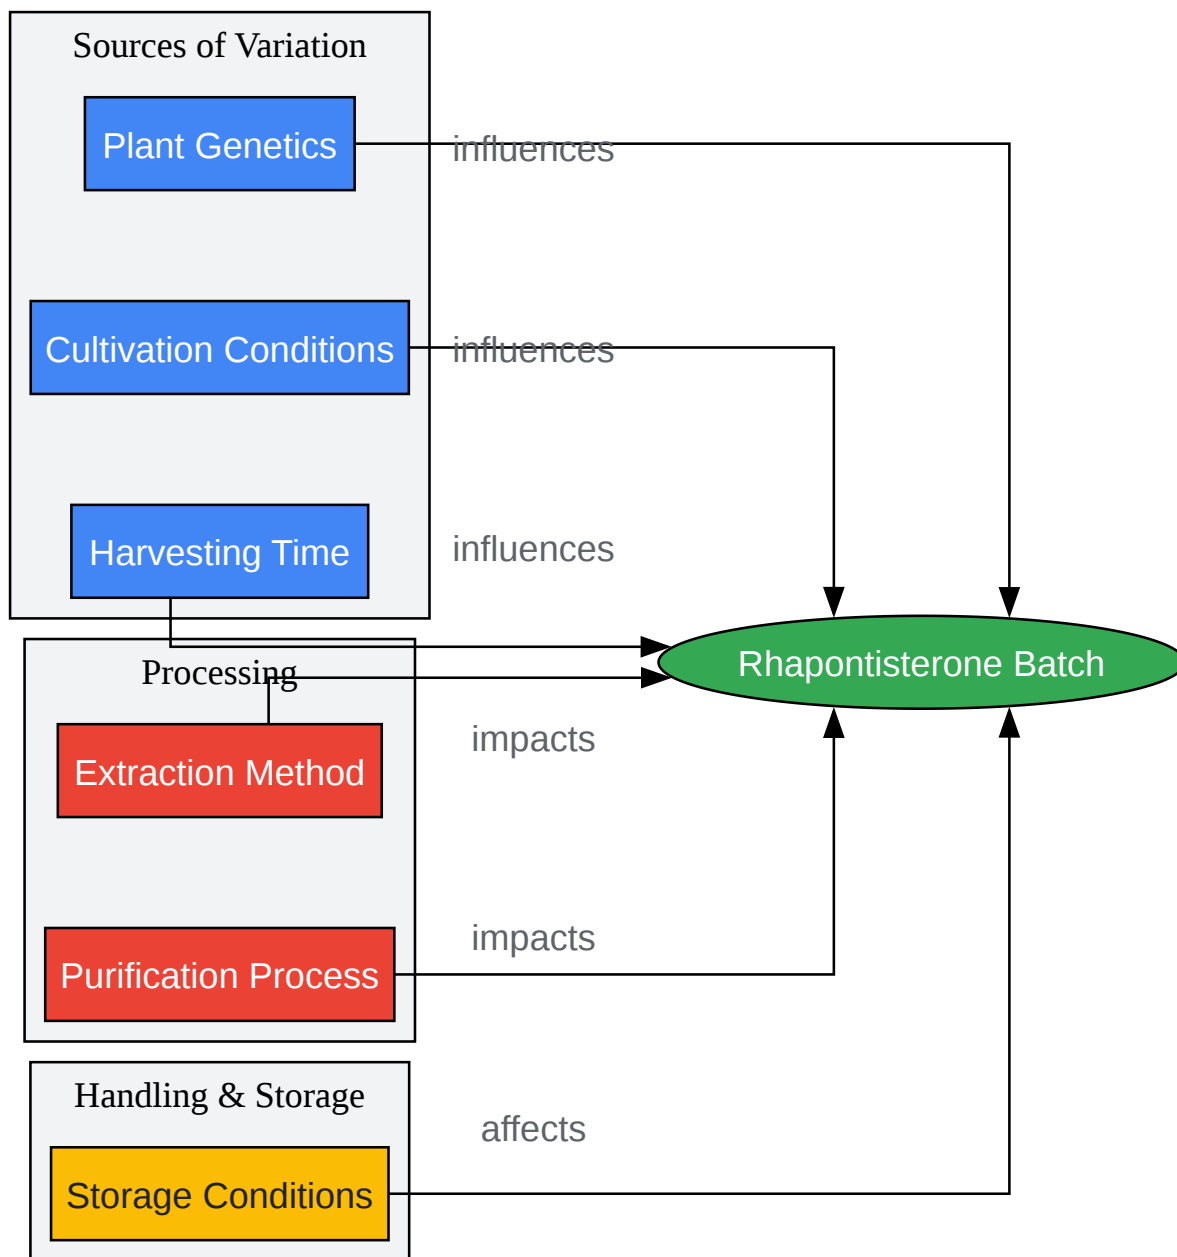 Sources of Variation
Plant Genetics
influences
Cultivation Conditions
influences
Harvesting Time
influences
Rhapontisterone Batch
Processing
Extraction Method
impacts
Purification Process
impacts
Handling & Storage
Storage Conditions
affects